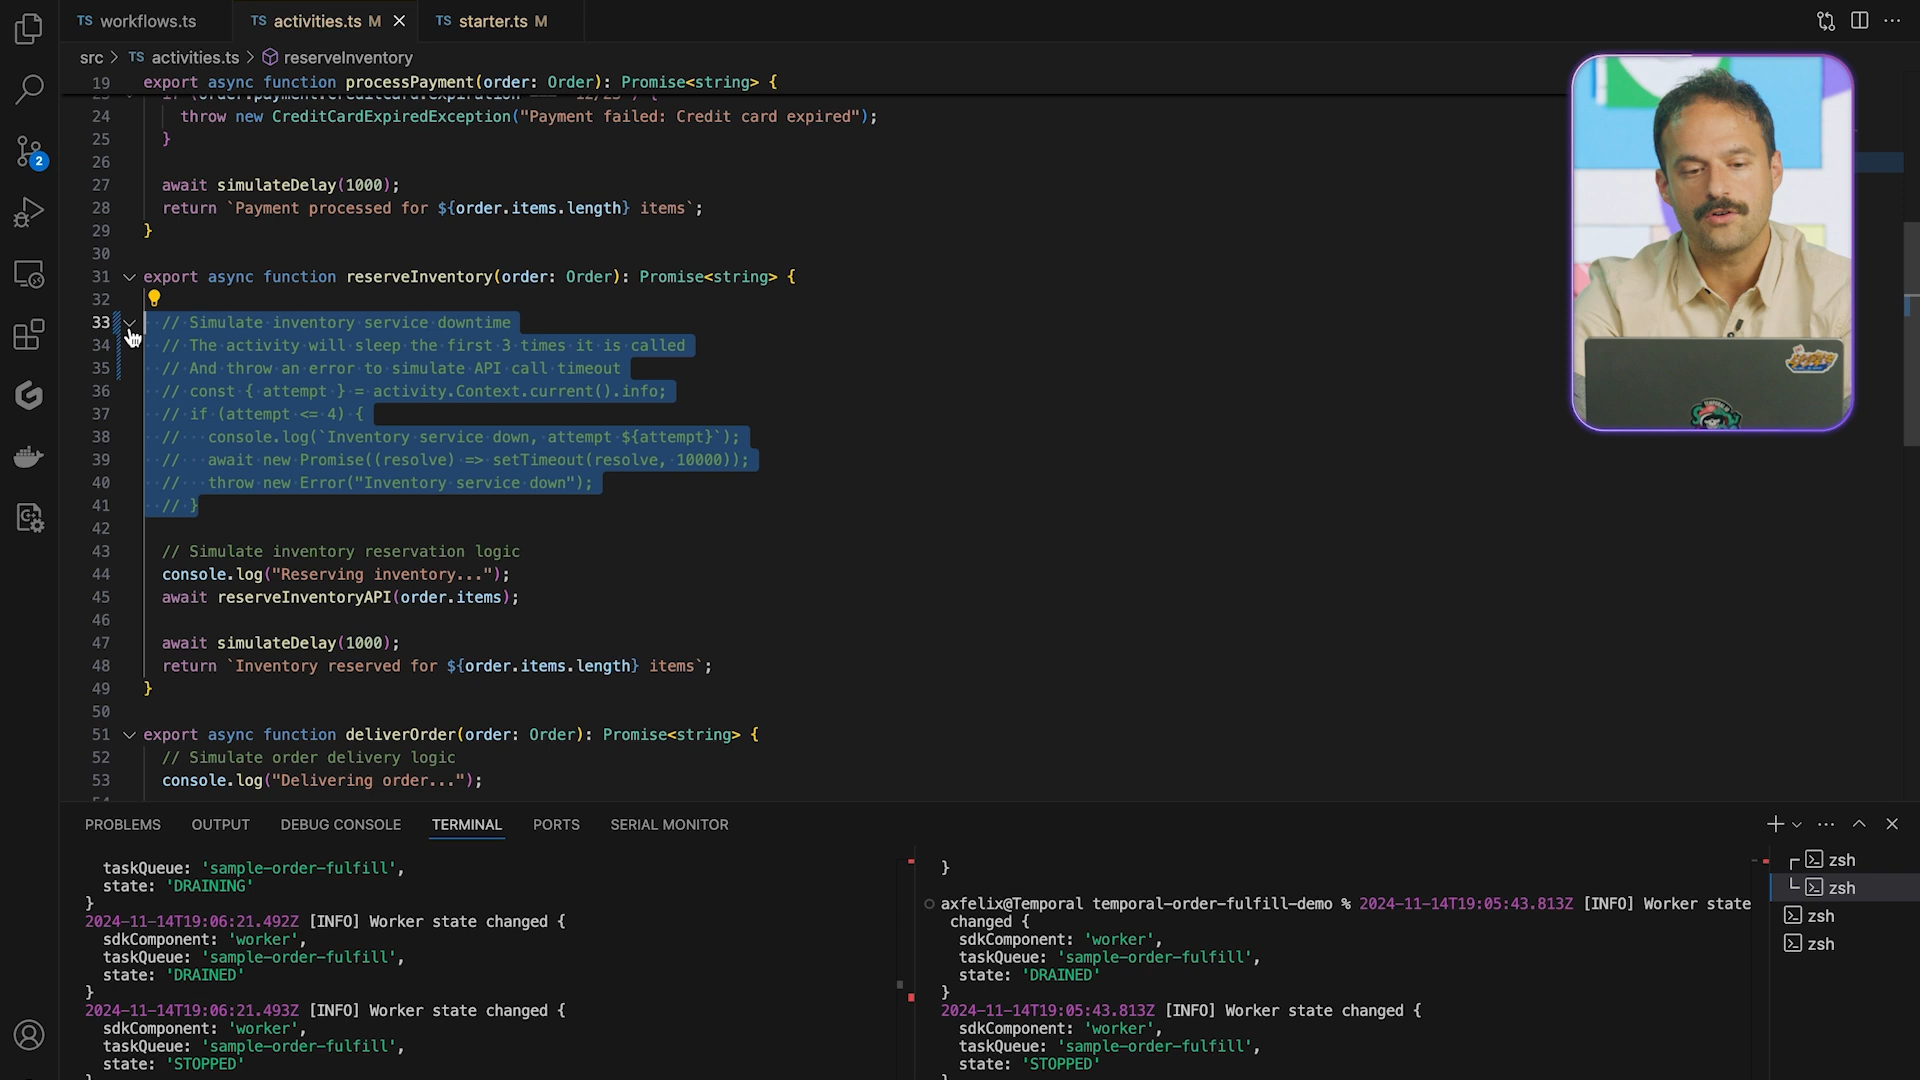 TS workflows.ts
TS activities.ts M
TS starter.ts M
src > TS activities.ts > reserveInventory
19 export async function processPayment(order: Order): Promise<string> {
24 throw new CreditCardExpiredException("Payment failed: Credit card expired");
25 }
26
27 await simulateDelay(1000);
28 return `Payment processed for ${order.items.length} items`;
29 }
30
31 export async function reserveInventory(order: Order): Promise<string> {
32
33 // Simulate inventory service downtime
34 // The activity will sleep the first 3 times it is called
35 // And throw an error to simulate API call timeout
36 // const { attempt } = activity.Context.current().info;
37 // if (attempt <= 4) {
38 //   console.log(`Inventory service down, attempt ${attempt}`);
39 //   await new Promise((resolve) => setTimeout(resolve, 10000));
40 //   throw new Error("Inventory service down");
41 // }
42
43 // Simulate inventory reservation logic
44 console.log("Reserving inventory...");
45 await reserveInventoryAPI(order.items);
46
47 await simulateDelay(1000);
48 return `Inventory reserved for ${order.items.length} items`;
49 }
50
51 export async function deliverOrder(order: Order): Promise<string> {
52 // Simulate order delivery logic
53 console.log("Delivering order...");
2
PROBLEMS OUTPUT DEBUG CONSOLE TERMINAL PORTS SERIAL MONITOR
taskQueue: 'sample-order-fulfill',
state: 'DRAINING'
}
2024-11-14T19:06:21.492Z [INFO] Worker state changed {
sdkComponent: 'worker',
taskQueue: 'sample-order-fulfill',
state: 'DRAINED'
}
2024-11-14T19:06:21.493Z [INFO] Worker state changed {
sdkComponent: 'worker',
taskQueue: 'sample-order-fulfill',
state: 'STOPPED'
}
axfelix@Temporal temporal-order-fulfill-demo % 2024-11-14T19:05:43.813Z [INFO] Worker state
changed {
sdkComponent: 'worker',
taskQueue: 'sample-order-fulfill',
state: 'DRAINED'
}
2024-11-14T19:05:43.813Z [INFO] Worker state changed {
sdkComponent: 'worker',
taskQueue: 'sample-order-fulfill',
state: 'STOPPED'
zsh
zsh
zsh
zsh